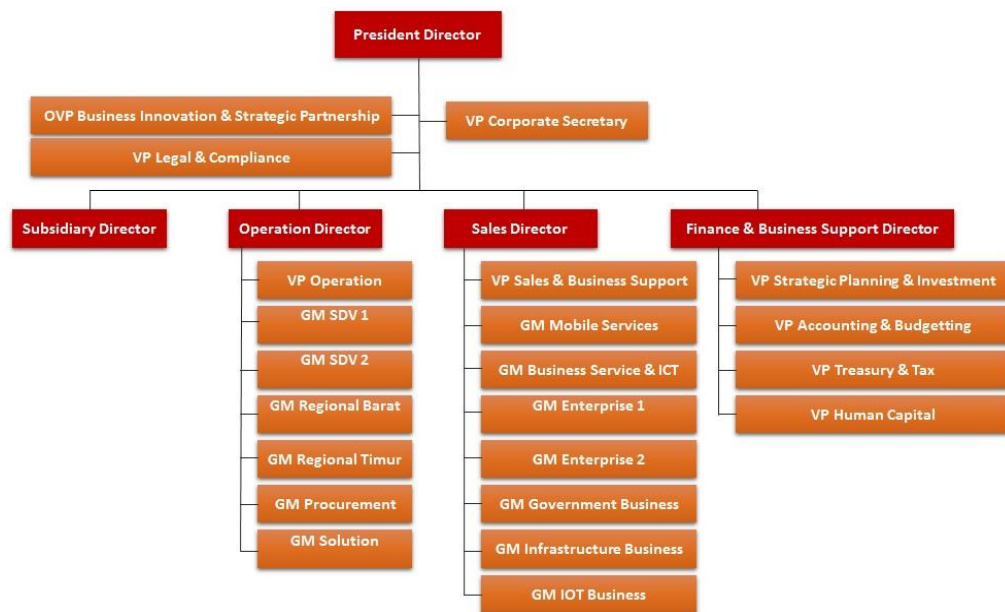 President Director
OVP Business Innovation & Strategic Partnership
VP Corporate Secretary
VP Legal & Compliance
Subsidiary Director
Operation Director
Sales Director
Finance & Business Support Director
VP Operation
GM SDV 1
GM SDV 2
GM Regional Barat
GM Regional Timur
GM Procurement
GM Solution
VP Sales & Business Support
GM Mobile Services
GM Business Service & ICT
GM Enterprise 1
GM Enterprise 2
GM Government Business
GM Infrastructure Business
GM IOT Business
VP Strategic Planning & Investment
VP Accounting & Budgetting
VP Treasury & Tax
VP Human Capital